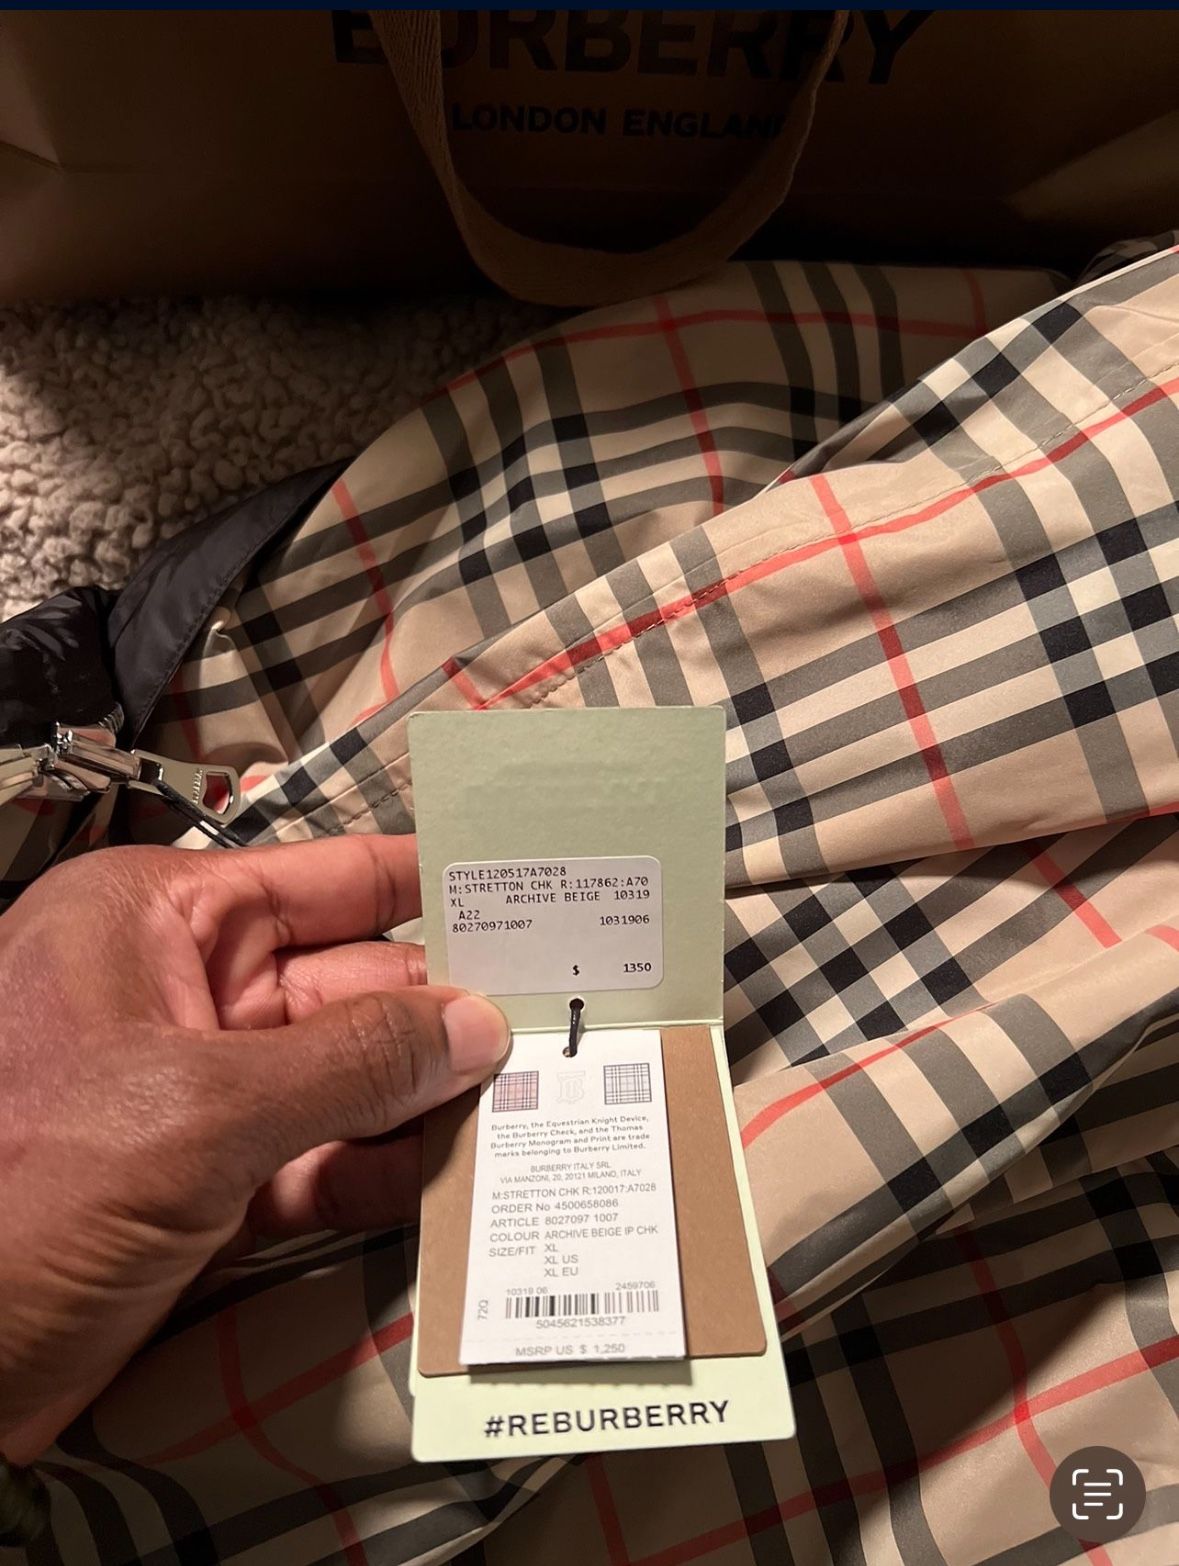 BURBERRY
LONDON ENGLAND
STYLE120517A7028
M:STRETTON CHK R:117862:A70
XL ARCHIVE BEIGE 10319
A22
80270971007 1031906
$ 1350
Burberry, the Equestrian Knight Device,
the Burberry Check, and the Thomas
Burberry Monogram and Print are trade
marks belonging to Burberry Limited.
BURBERRY ITALY SRL
VIA MANZONI, 20, 20121 MILANO, ITALY
M:STRETTON CHK R:120017:A7028
ORDER No 4500658086
ARTICLE 8027097 1007
COLOUR ARCHIVE BEIGE IP CHK
SIZE/FIT XL
XL US
XL EU
10319 06 2459706
72Q
5045621538377
MSRP US $ 1,250
#REBURBERRY